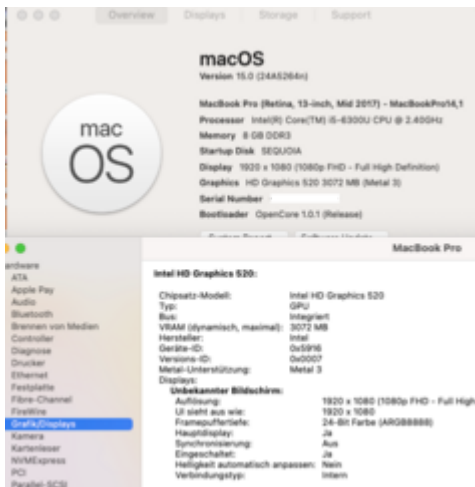 Overview
Displays
Storage
Support
macOS
Version 15.0 (24A5264n)
MacBook Pro (Retina, 13-inch, Mid 2017) - MacBookPro14,1
Processor Intel(R) Core(TM) i5-6300U CPU @ 2.40GHz
Memory 8 GB DDR3
Startup Disk SEQUOIA
Display 1920 x 1080 (1080p FHD - Full High Definition)
Graphics HD Graphics 520 3072 MB (Metal 3)
Serial Number
Bootloader OpenCore 1.0.1 (Release)
mac
OS
System Report...
Software Update...
MacBook Pro
ardware
ATA
Apple Pay
Audio
Bluetooth
Brennen von Medien
Controller
Diagnose
Drucker
Ethernet
Festplatte
Fibre-Channel
FireWire
Grafik/Displays
Kamera
Kartenleser
NVMExpress
PCI
Parallel-SCSI
Intel HD Graphics 520:
Chipsatz-Modell: Intel HD Graphics 520
Typ: GPU
Bus: Integriert
VRAM (dynamisch, maximal): 3072 MB
Hersteller: Intel
Geräte-ID: 0x5916
Versions-ID: 0x0007
Metal-Unterstützung: Metal 3
Displays:
Unbekannter Bildschirm:
Auflösung: 1920 x 1080 (1080p FHD - Full High
UI sieht aus wie: 1920 x 1080
Framepuffertiefe: 24-Bit Farbe (ARGB8888)
Hauptdisplay: Ja
Synchronisierung: Aus
Eingeschaltet: Ja
Helligkeit automatisch anpassen: Nein
Verbindungstyp: Intern